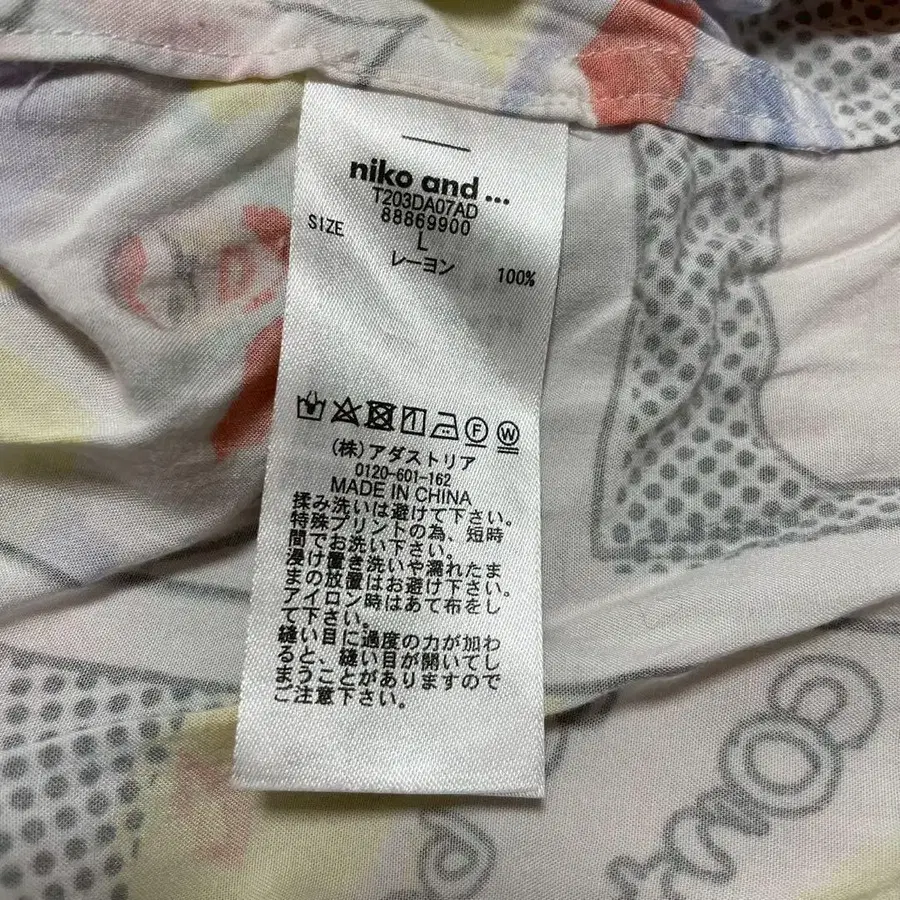 niko and ...
T203DA07AD
88869900
SIZE L
レーヨン 100%
F W
(株)アダストリア
0120-601-162
MADE IN CHINA
揉み洗いは避けて下さい。
特殊プリントの為、短時
間でお洗い下さい。
浸け置き洗いや濡れたま
まの放置はお避け下さい。
アイロン時はあて布をし
て下さい。
縫い目に過度の力が加わ
ると、縫い目が開いてし
まうことがありますので
ご注意下さい。